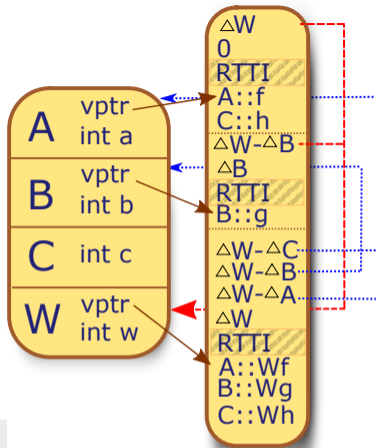 A
vptr
int a
B
vptr
int b
C
int c
W
vptr
int w
△W
0
RTTI
A::f
C::h
△W-△B
△B
RTTI
B::g
△W-△C
△W-△B
△W-△A
△W
RTTI
A::Wf
B::Wg
C::Wh